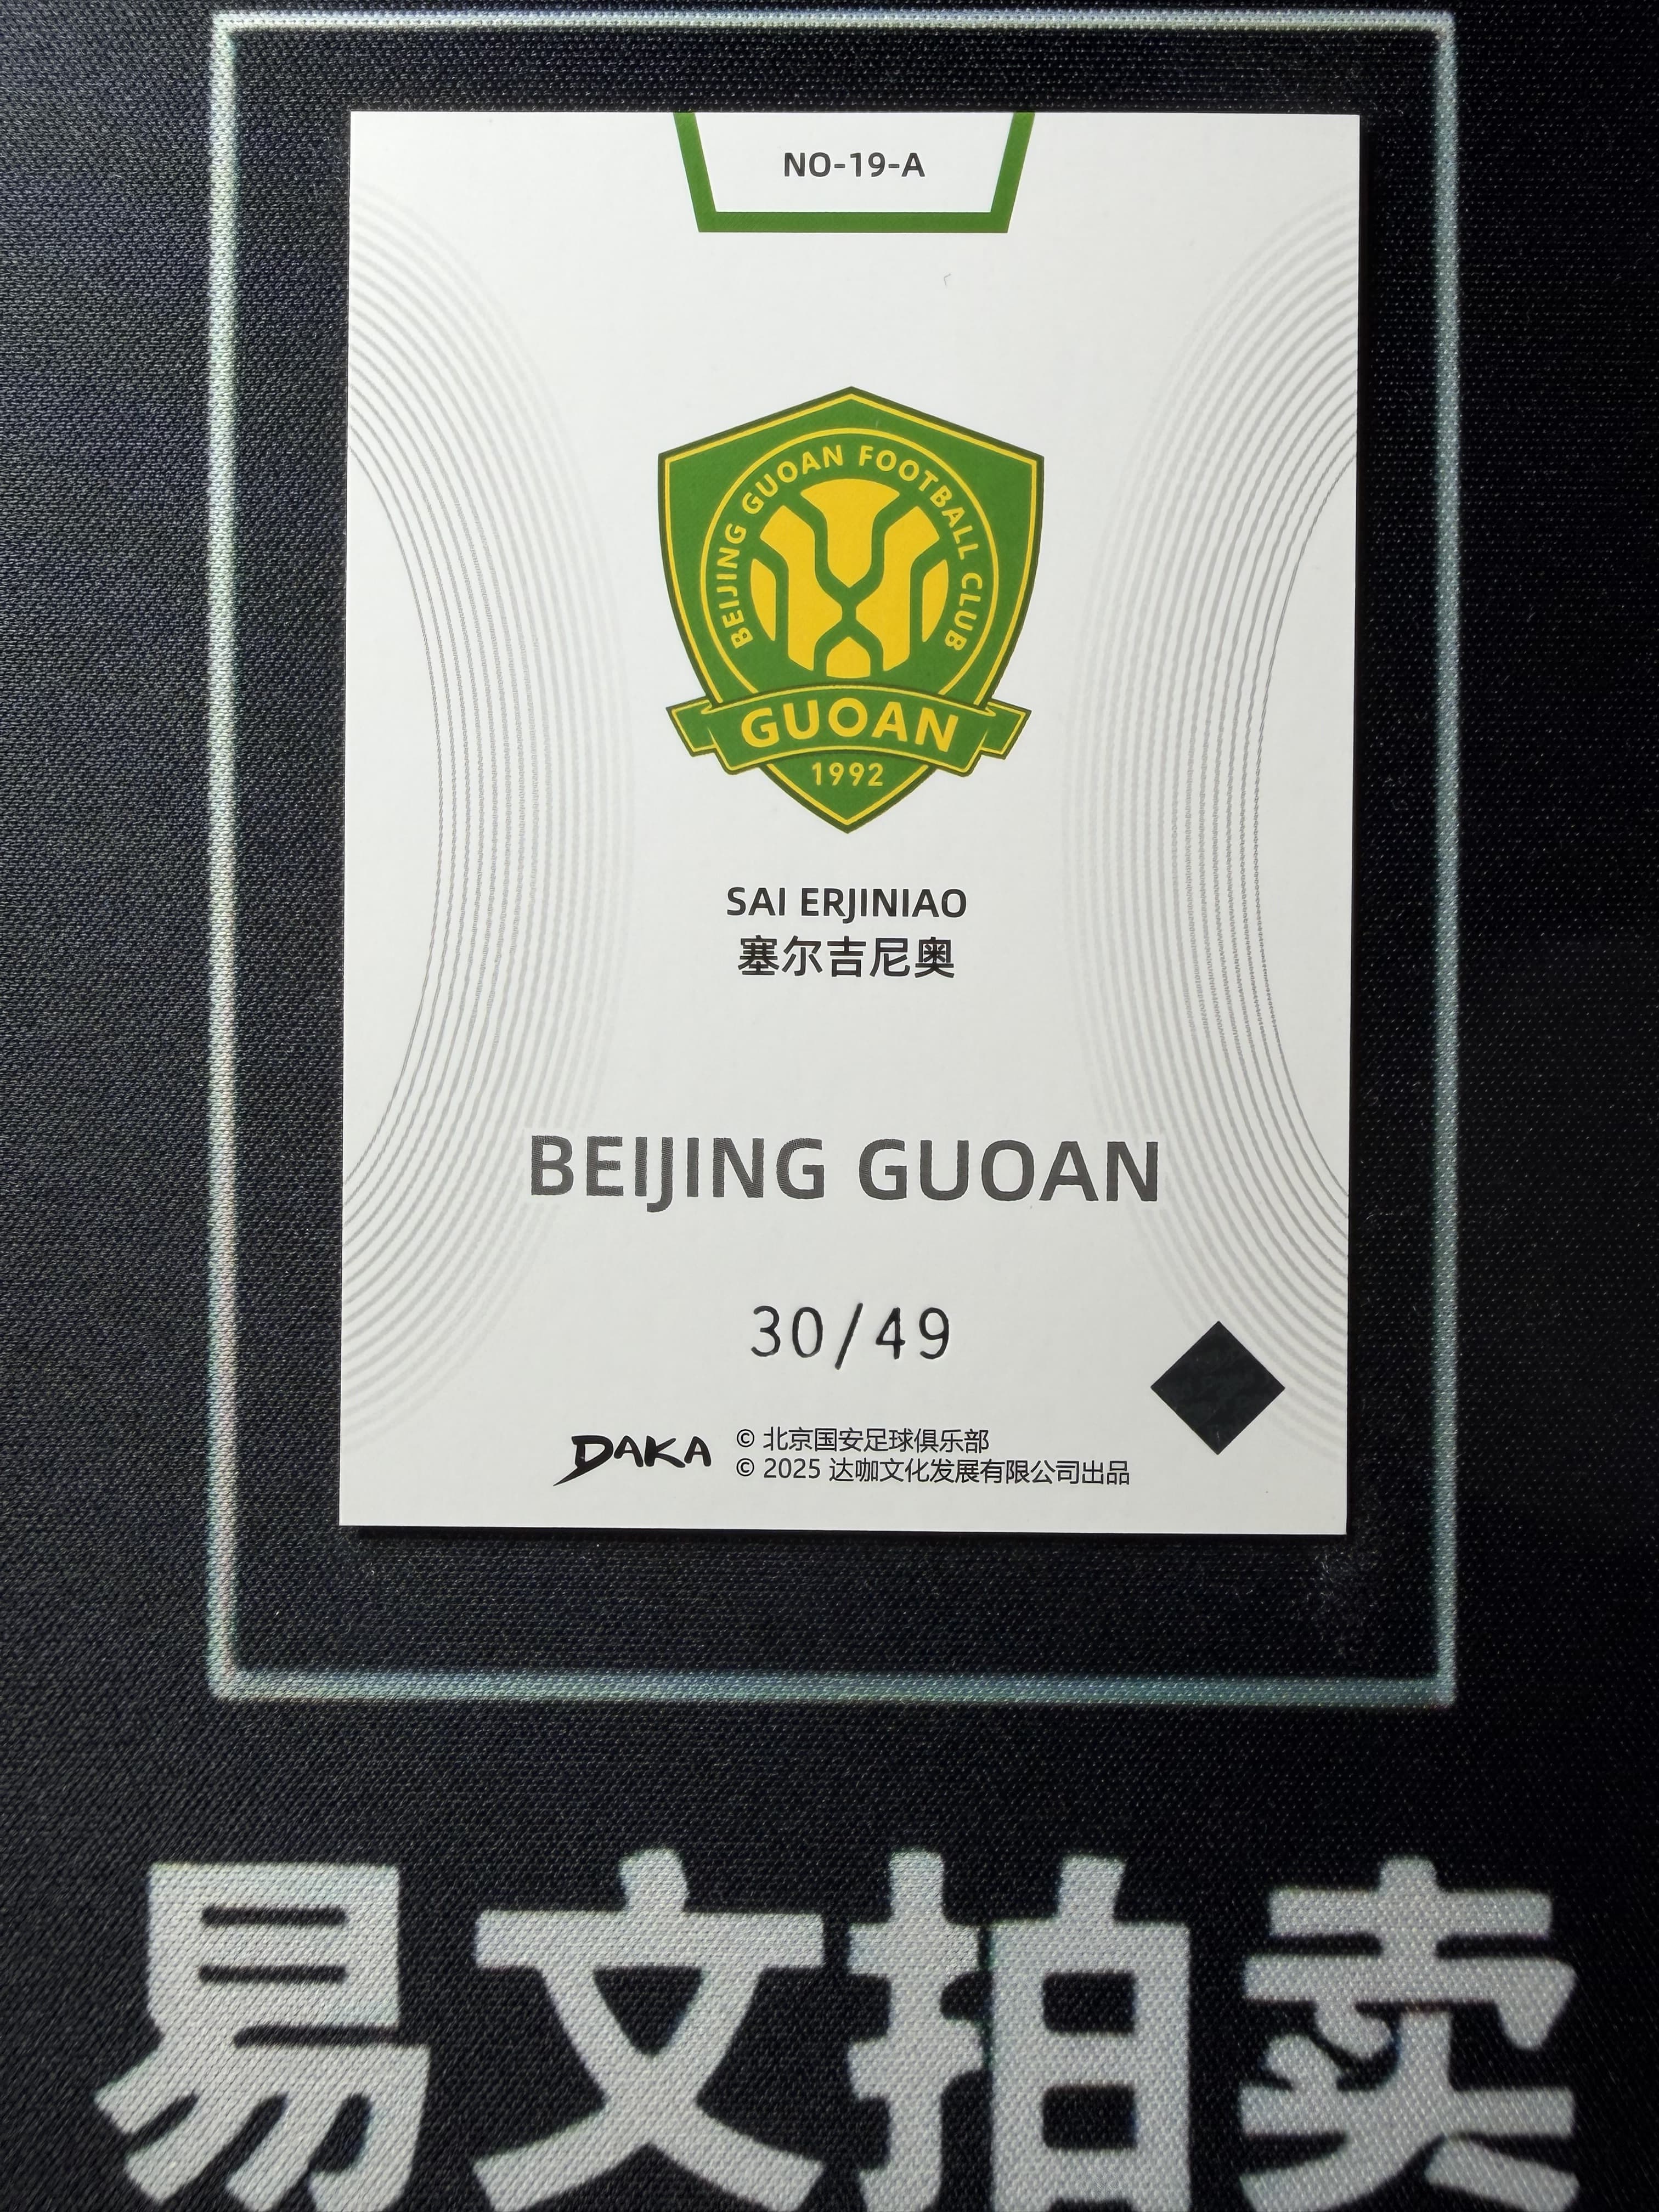 NO-19-A
BEIJING GUOAN FOOTBALL CLUB
GUOAN
1992
SAI ERJINIAO
塞尔吉尼奥
BEIJING GUOAN
30/49
DAKA
© 北京国安足球俱乐部
© 2025 达咖文化发展有限公司出品
易文拍卖